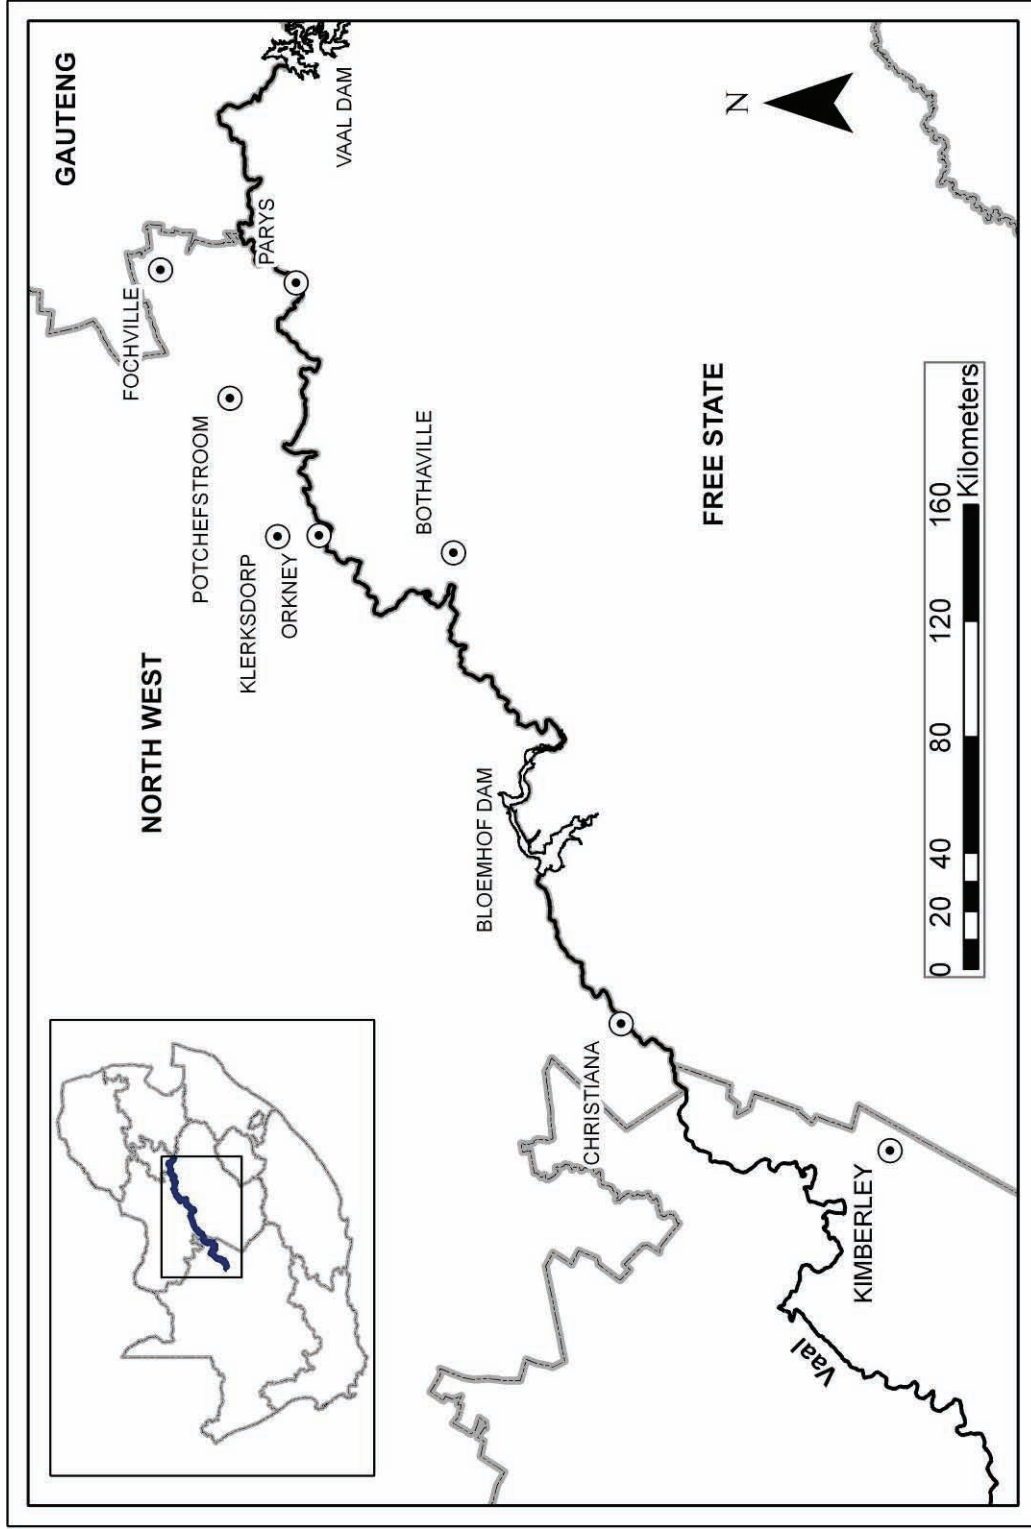 GAUTENG
FOCHVILLE
PARYS
VAAL DAM
POTCHEFSTROOM
KLERKSDORP
ORKNEY
BOTHAVILLE
NORTH WEST
BLOEMHOF DAM
FREE STATE
N
CHRISTIANA
KIMBERLEY
Vaal
0 20 40 80 120 160
Kilometers